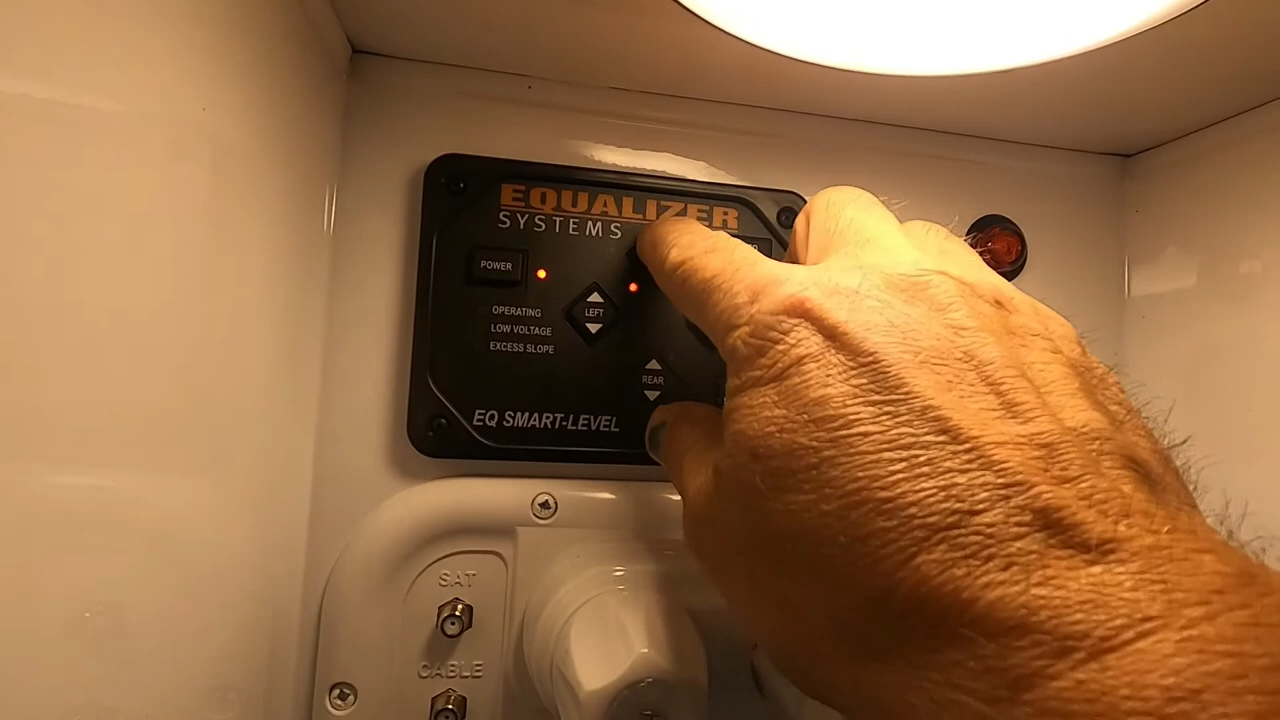 EQUALIZER
SYSTEMS
POWER
LEFT
OPERATING
LOW VOLTAGE
EXCESS SLOPE
REAR
EQ SMART-LEVEL
SAT
CABLE